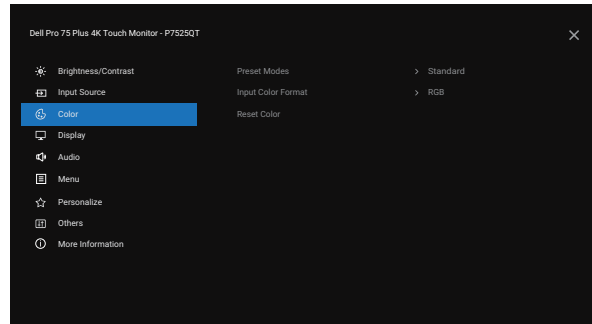 Dell Pro 75 Plus 4K Touch Monitor - P7525QT
Brightness/Contrast Preset Modes > Standard
Input Source Input Color Format > RGB
Color Reset Color
Display
Audio
Menu
Personalize
Others
More Information